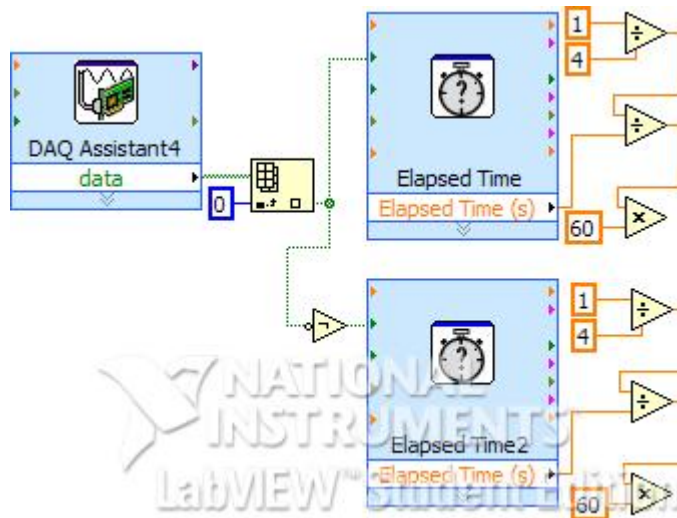 DAQ Assistant4
data
0
Elapsed Time
Elapsed Time (s)
1
4
÷
÷
60
×
?
Elapsed Time2
Elapsed Time (s)
1
4
÷
÷
60
×
?
NATIONAL
INSTRUMENTS
LabVIEW™ Student Edition